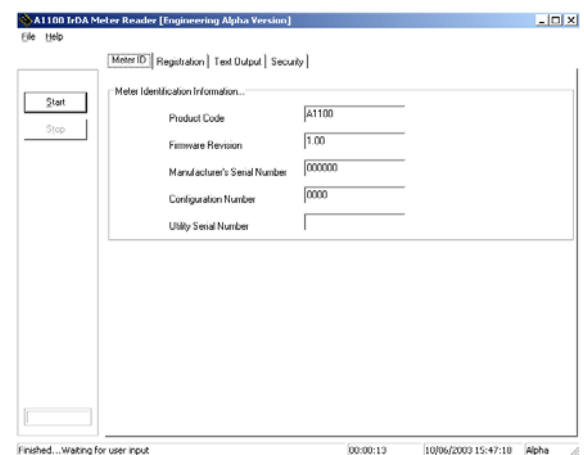 A1100 IrDA Meter Reader [Engineering Alpha Version]
File Help
Meter ID Registration Text Output Security
Start
Stop
Meter Identification Information...
Product Code A1100
Firmware Revision 1.00
Manufacturer's Serial Number 000000
Configuration Number 0000
Utility Serial Number
Finished...Waiting for user input 00:00:13 10/06/2003 15:47:18 Alpha